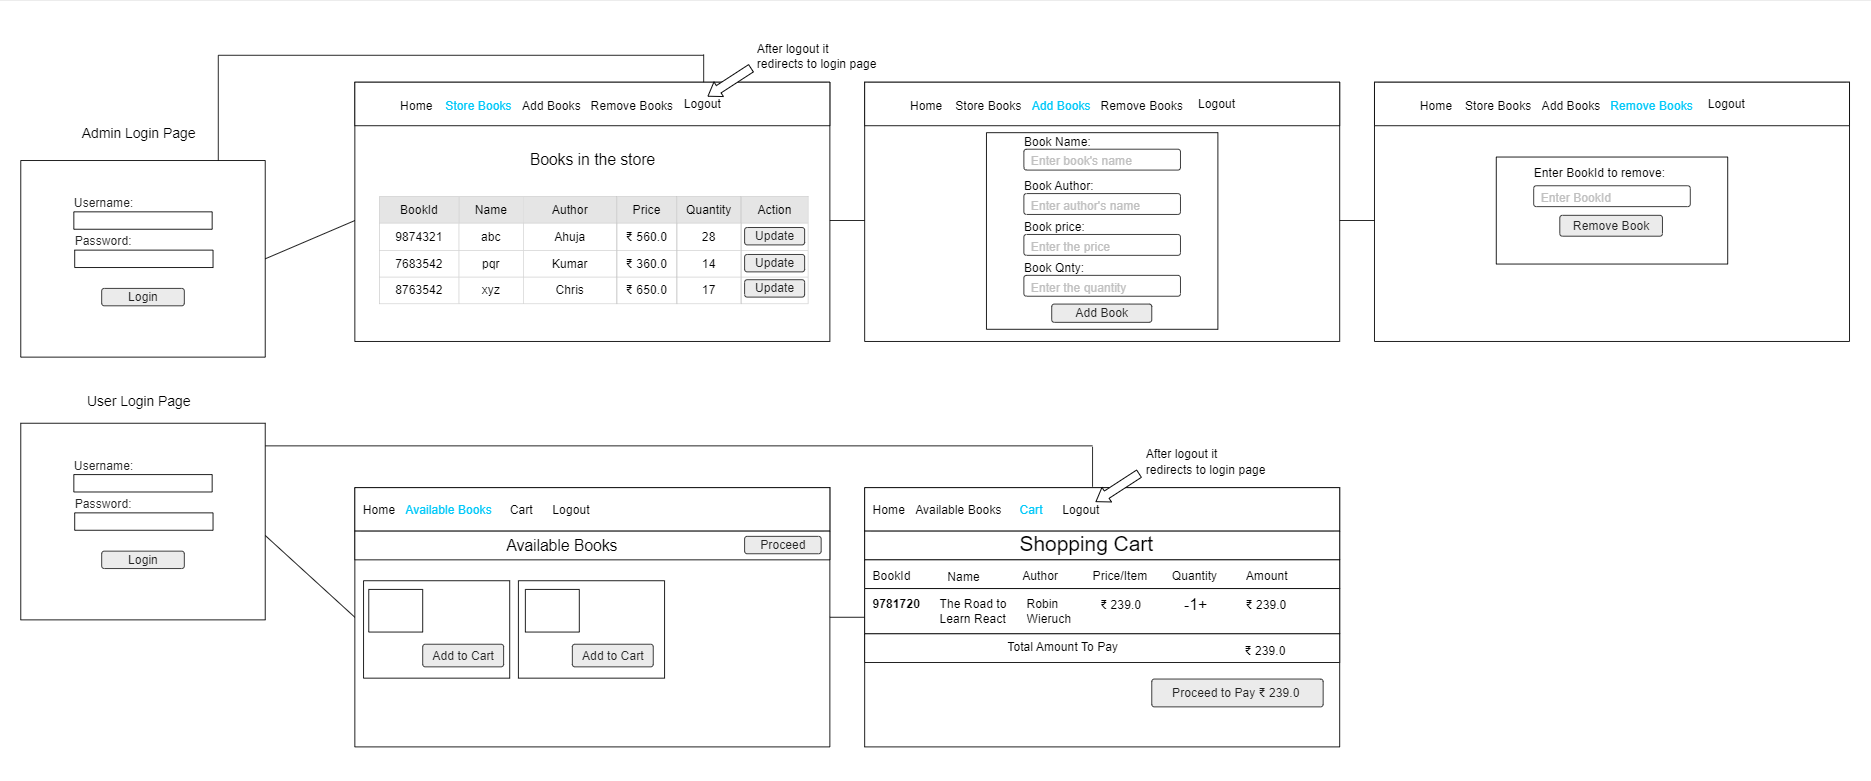 After logout it
redirects to login page
Home Store Books Add Books Remove Books Logout
Home Store Books Add Books Remove Books Logout
Home Store Books Add Books Remove Books Logout
Admin Login Page
Username:
Password:
Login
Books in the store
BookId Name Author Price Quantity Action
9874321 abc Ahuja ₹ 560.0 28 Update
7683542 pqr Kumar ₹ 360.0 14 Update
8763542 xyz Chris ₹ 650.0 17 Update
Book Name:
Enter book's name
Book Author:
Enter author's name
Book price:
Enter the price
Book Qnty:
Enter the quantity
Add Book
Enter BookId to remove:
Enter BookId
Remove Book
User Login Page
Username:
Password:
Login
After logout it
redirects to login page
Home Available Books Cart Logout
Available Books Proceed
Add to Cart Add to Cart
Home Available Books Cart Logout
Shopping Cart
BookId Name Author Price/Item Quantity Amount
9781720 The Road to Robin ₹ 239.0 -1+ ₹ 239.0
Learn React Wieruch
Total Amount To Pay ₹ 239.0
Proceed to Pay ₹ 239.0